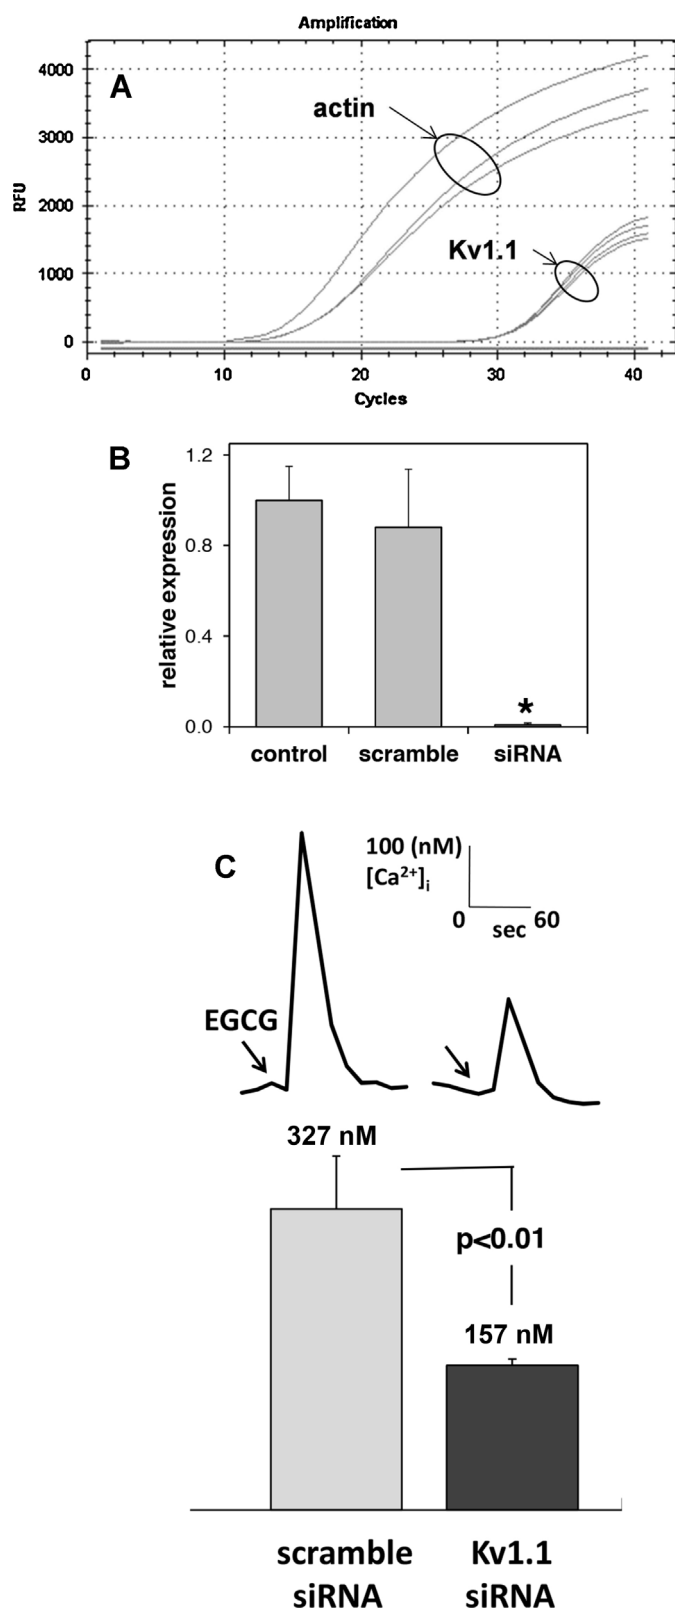 Amplification
A
4000
actin
3000
RFU
2000
Kv1.1
1000
0
0 10 20 30 40
Cycles
B
1.2
relative expression
0.8
0.4
*
0.0
control scramble siRNA
C
100 (nM)
[Ca²⁺]ᵢ
0 sec 60
EGCG
327 nM
p<0.01
157 nM
scramble Kv1.1
siRNA siRNA